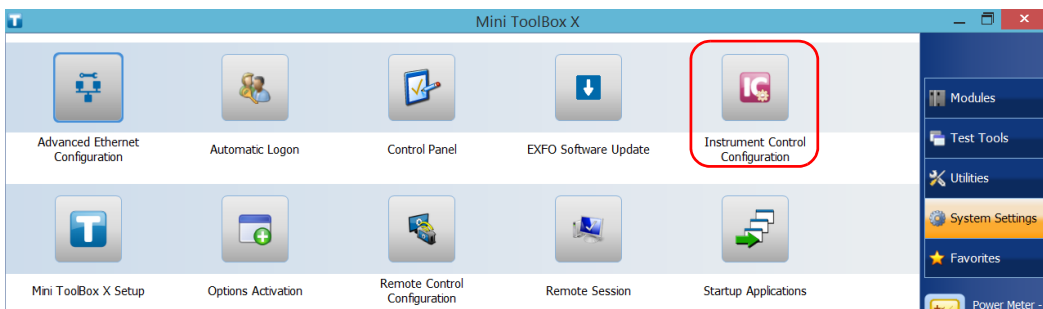 Mini ToolBox X
Advanced Ethernet
Configuration
Automatic Logon
Control Panel
EXFO Software Update
Instrument Control
Configuration
Mini ToolBox X Setup
Options Activation
Remote Control
Configuration
Remote Session
Startup Applications
Modules
Test Tools
Utilities
System Settings
Favorites
Power Meter -